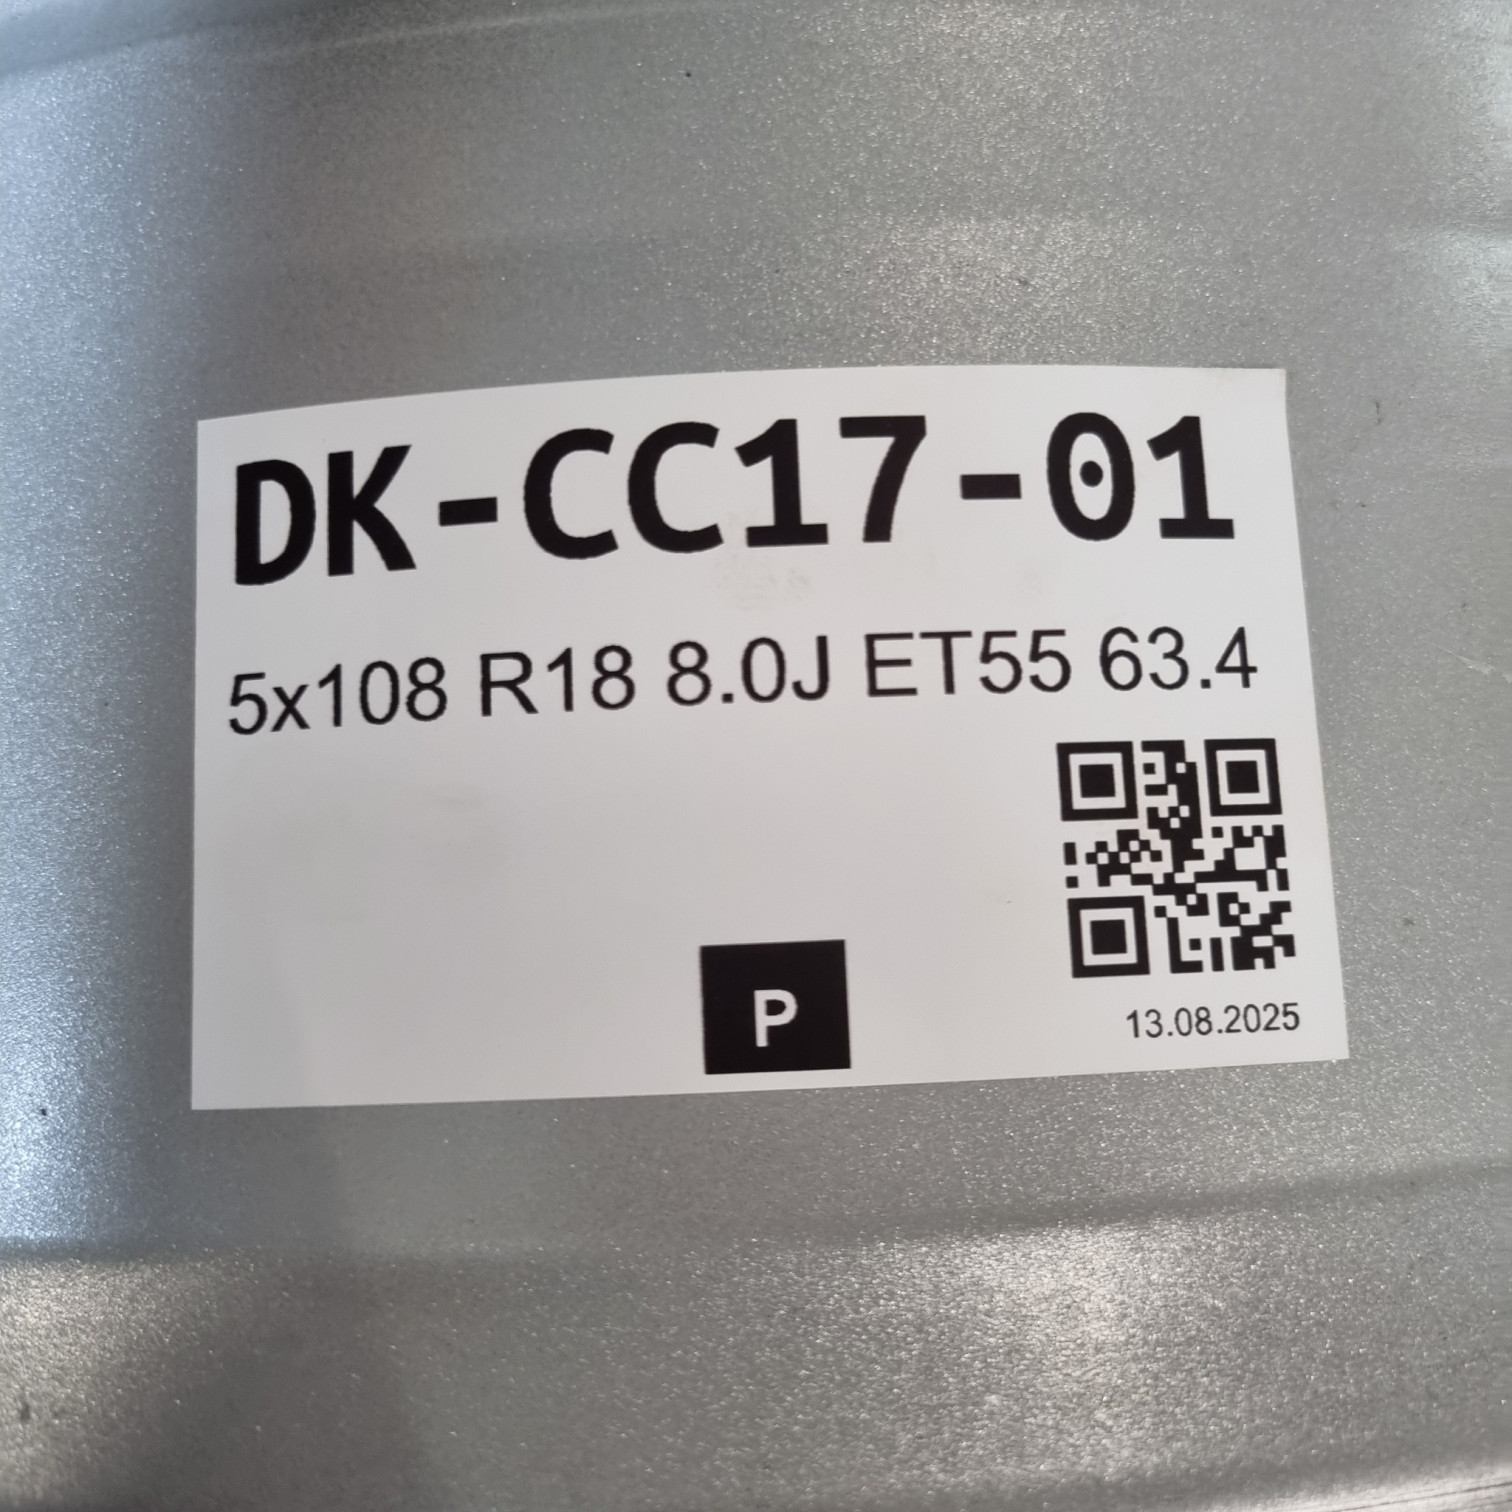 DK-CC17-01
5x108 R18 8.0J ET55 63.4
P
13.08.2025